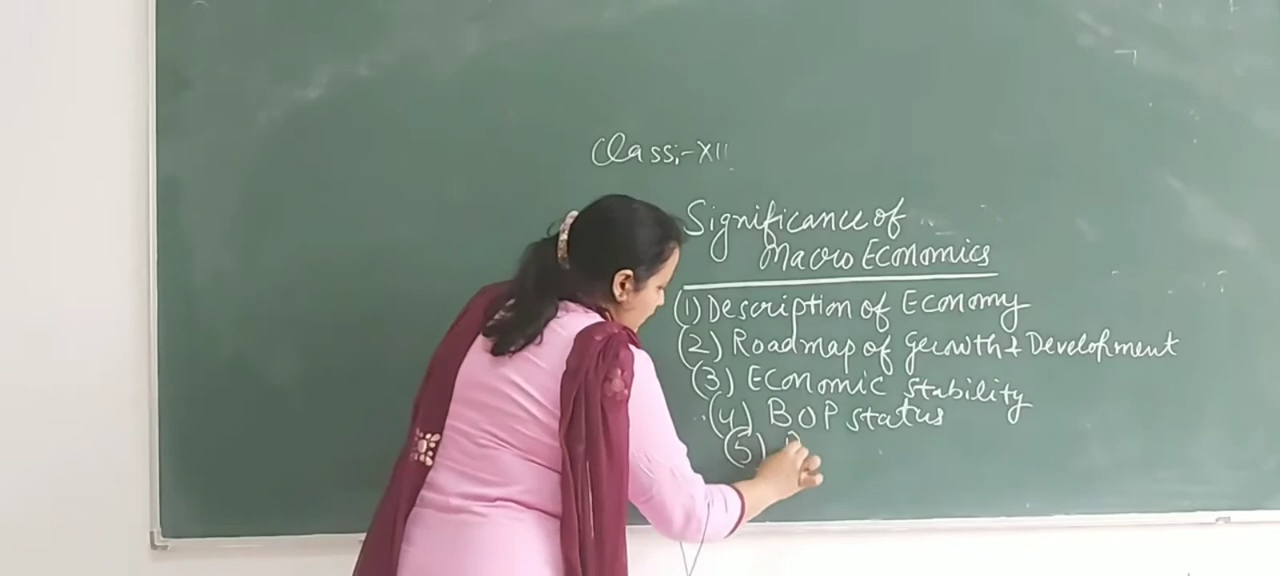 Class:-XII
Significance of
Macro Economics
(1) Description of Economy
(2) Roadmap of Growth & Development
(3) Economic stability
(4) BOP status
(5)